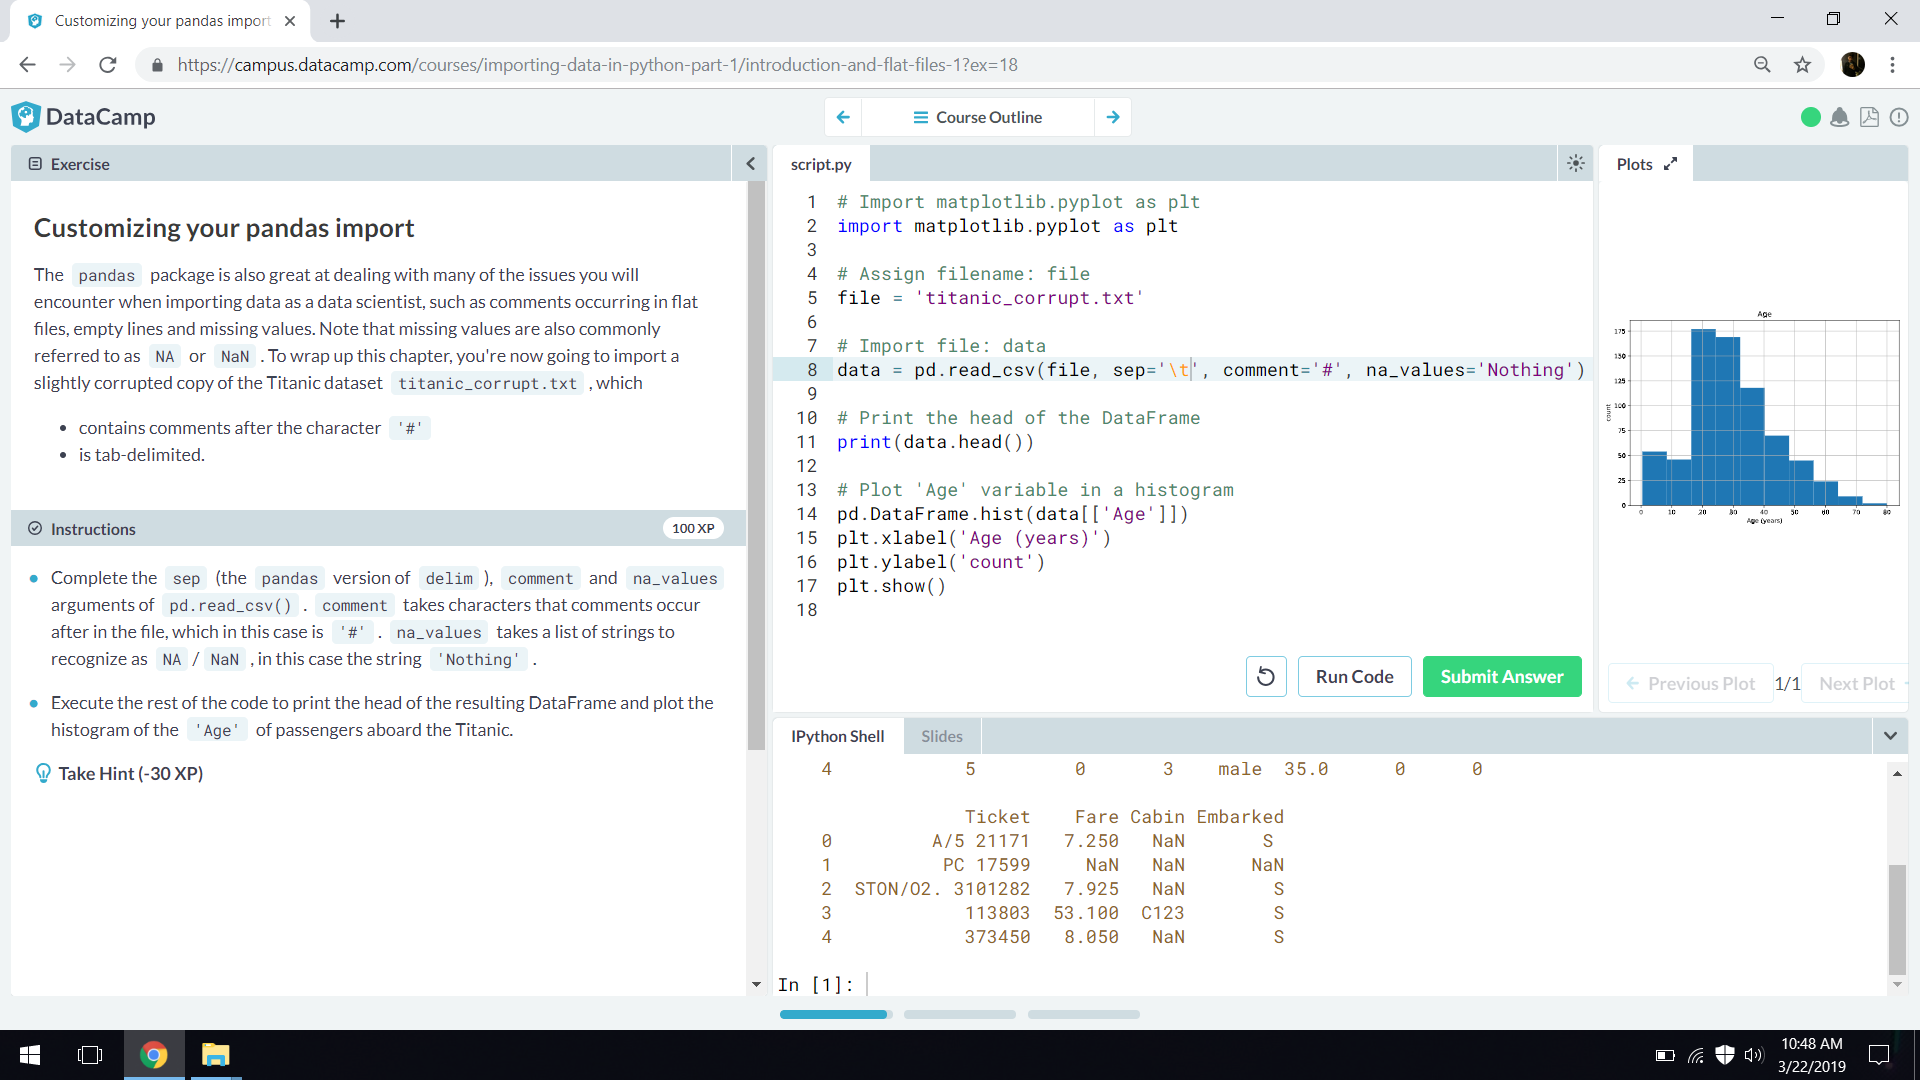 Customizing your pandas import
https://campus.datacamp.com/courses/importing-data-in-python-part-1/introduction-and-flat-files-1?ex=18
DataCamp
Course Outline
Exercise
Customizing your pandas import
The pandas package is also great at dealing with many of the issues you will
encounter when importing data as a data scientist, such as comments occurring in flat
files, empty lines and missing values. Note that missing values are also commonly
referred to as NA or NaN . To wrap up this chapter, you're now going to import a
slightly corrupted copy of the Titanic dataset titanic_corrupt.txt , which
• contains comments after the character '#'
• is tab-delimited.
Instructions
100 XP
• Complete the sep (the pandas version of delim ), comment and na_values
arguments of pd.read_csv() . comment takes characters that comments occur
after in the file, which in this case is '#' . na_values takes a list of strings to
recognize as NA / NaN , in this case the string 'Nothing' .
• Execute the rest of the code to print the head of the resulting DataFrame and plot the
histogram of the 'Age' of passengers aboard the Titanic.
Take Hint (-30 XP)
script.py
1 # Import matplotlib.pyplot as plt
2 import matplotlib.pyplot as plt
3
4 # Assign filename: file
5 file = 'titanic_corrupt.txt'
6
7 # Import file: data
8 data = pd.read_csv(file, sep='\t', comment='#', na_values='Nothing')
9
10 # Print the head of the DataFrame
11 print(data.head())
12
13 # Plot 'Age' variable in a histogram
14 pd.DataFrame.hist(data[['Age']])
15 plt.xlabel('Age (years)')
16 plt.ylabel('count')
17 plt.show()
18
Run Code
Submit Answer
Plots
Age
175
150
125
100
75
50
25
0
count
0 10 20 30 40 50 60 70 80
Age (years)
Previous Plot 1/1 Next Plot
IPython Shell
Slides
4 5 0 3 male 35.0 0 0
Ticket Fare Cabin Embarked
0 A/5 21171 7.250 NaN S
1 PC 17599 NaN NaN NaN
2 STON/O2. 3101282 7.925 NaN S
3 113803 53.100 C123 S
4 373450 8.050 NaN S
In [1]:
10:48 AM
3/22/2019